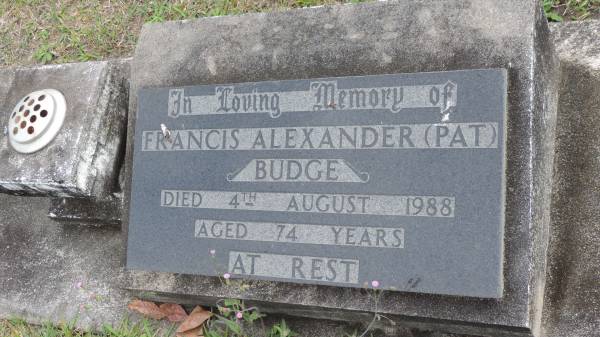 In Loving Memory of
FRANCIS ALEXANDER (PAT)
BUDGE
DIED 4TH AUGUST 1988
AGED 74 YEARS
AT REST